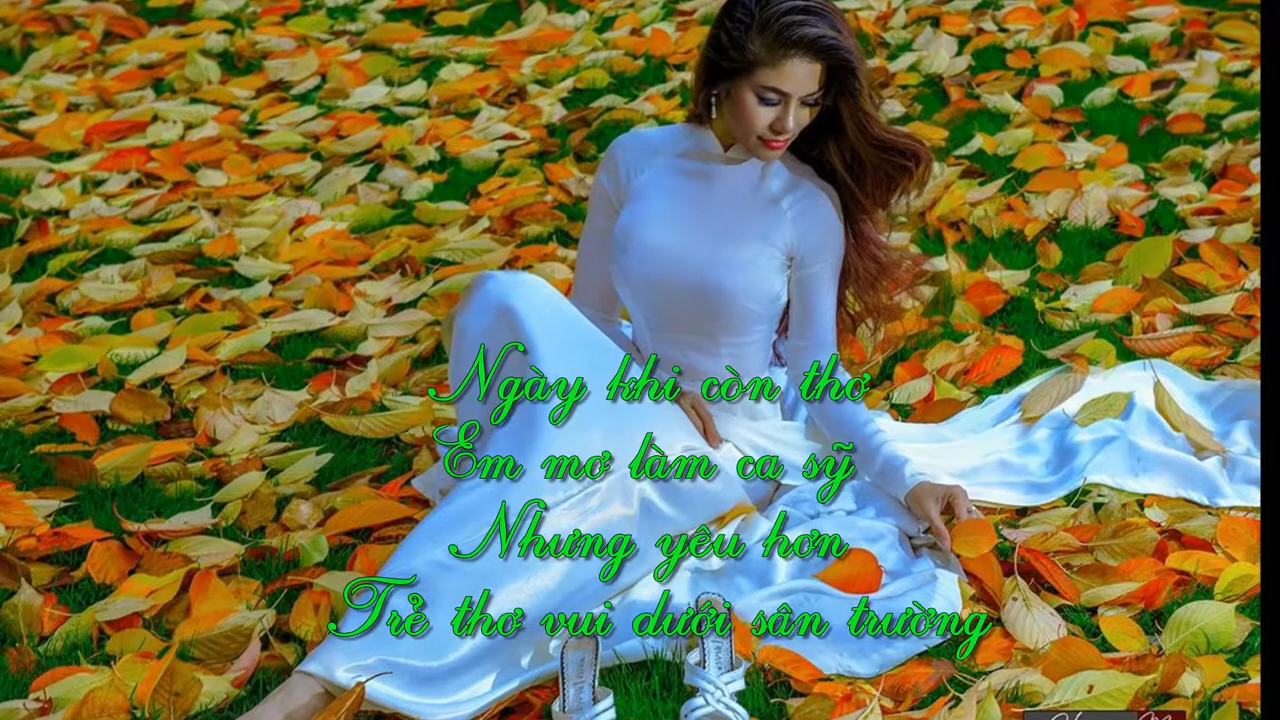 Ngày khi còn thơ
Em mơ làm ca sỹ
Nhưng yêu hơn
Trẻ thơ vui dưới sân trường